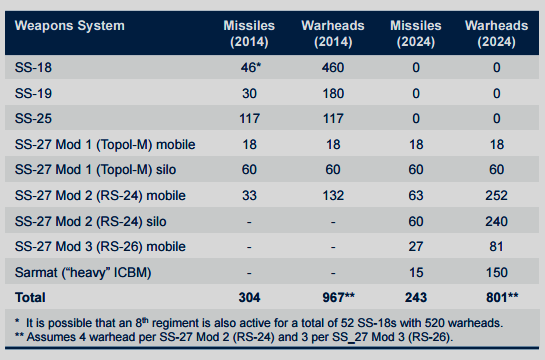 Weapons System Missiles (2014) Warheads (2014) Missiles (2024) Warheads (2024)
SS-18 46* 460 0 0
SS-19 30 180 0 0
SS-25 117 117 0 0
SS-27 Mod 1 (Topol-M) mobile 18 18 18 18
SS-27 Mod 1 (Topol-M) silo 60 60 60 60
SS-27 Mod 2 (RS-24) mobile 33 132 63 252
SS-27 Mod 2 (RS-24) silo - - 60 240
SS-27 Mod 3 (RS-26) mobile - - 27 81
Sarmat (“heavy” ICBM) - - 15 150
Total 304 967** 243 801**
* It is possible that an 8th regiment is also active for a total of 52 SS-18s with 520 warheads.
** Assumes 4 warhead per SS-27 Mod 2 (RS-24) and 3 per SS_27 Mod 3 (RS-26).